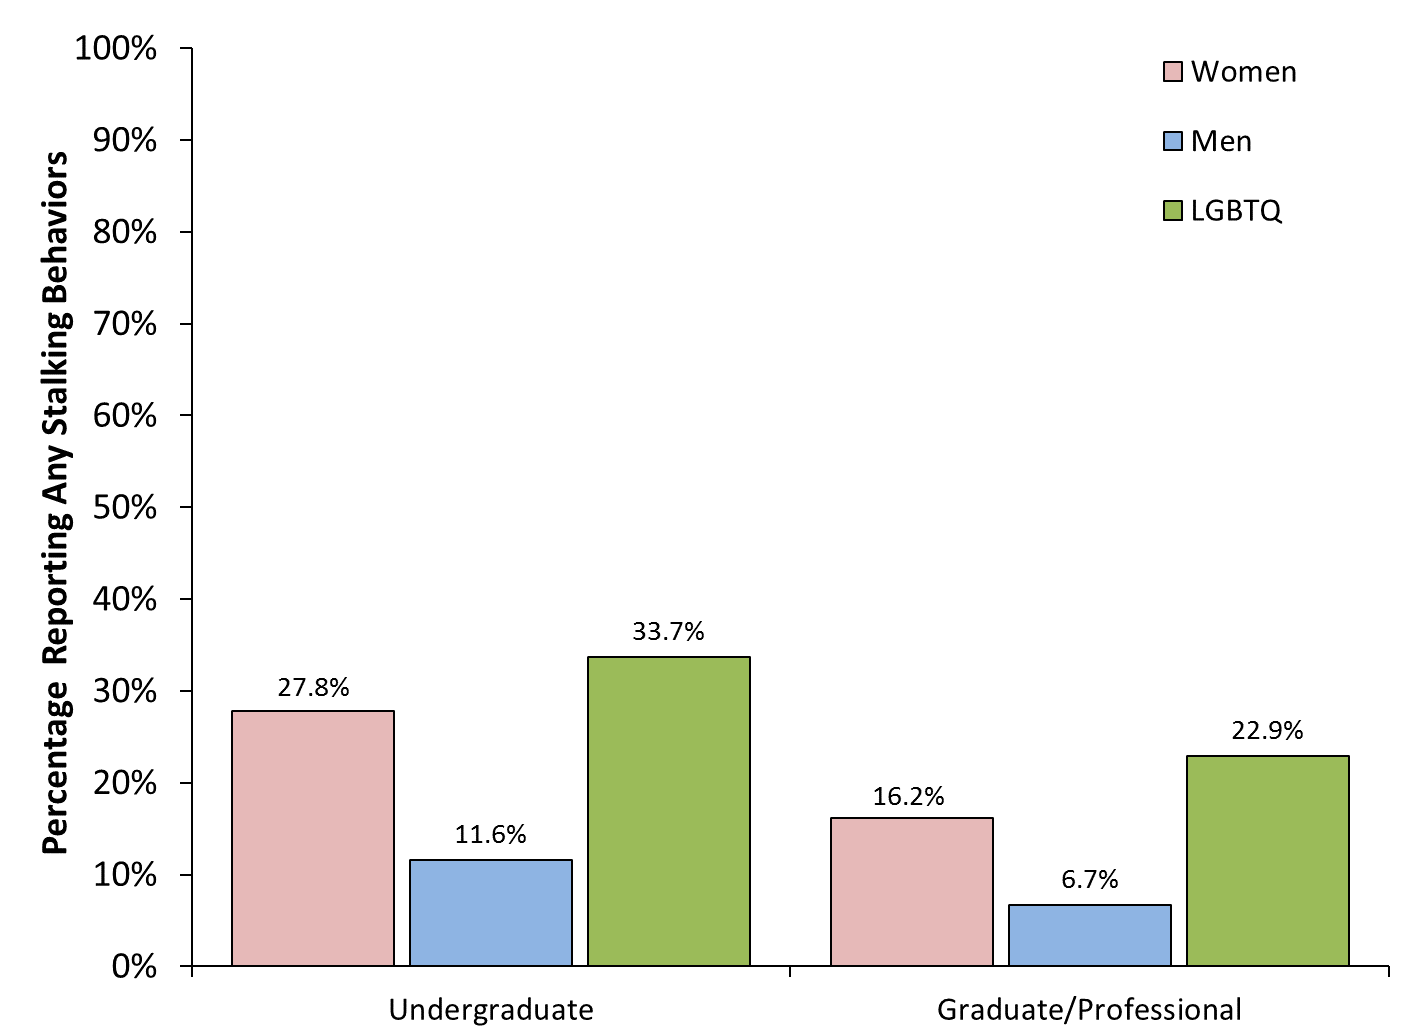 Percentage Reporting Any Stalking Behaviors
100%
90%
80%
70%
60%
50%
40%
30%
20%
10%
0%
Women
Men
LGBTQ
27.8%
11.6%
33.7%
16.2%
6.7%
22.9%
Undergraduate
Graduate/Professional